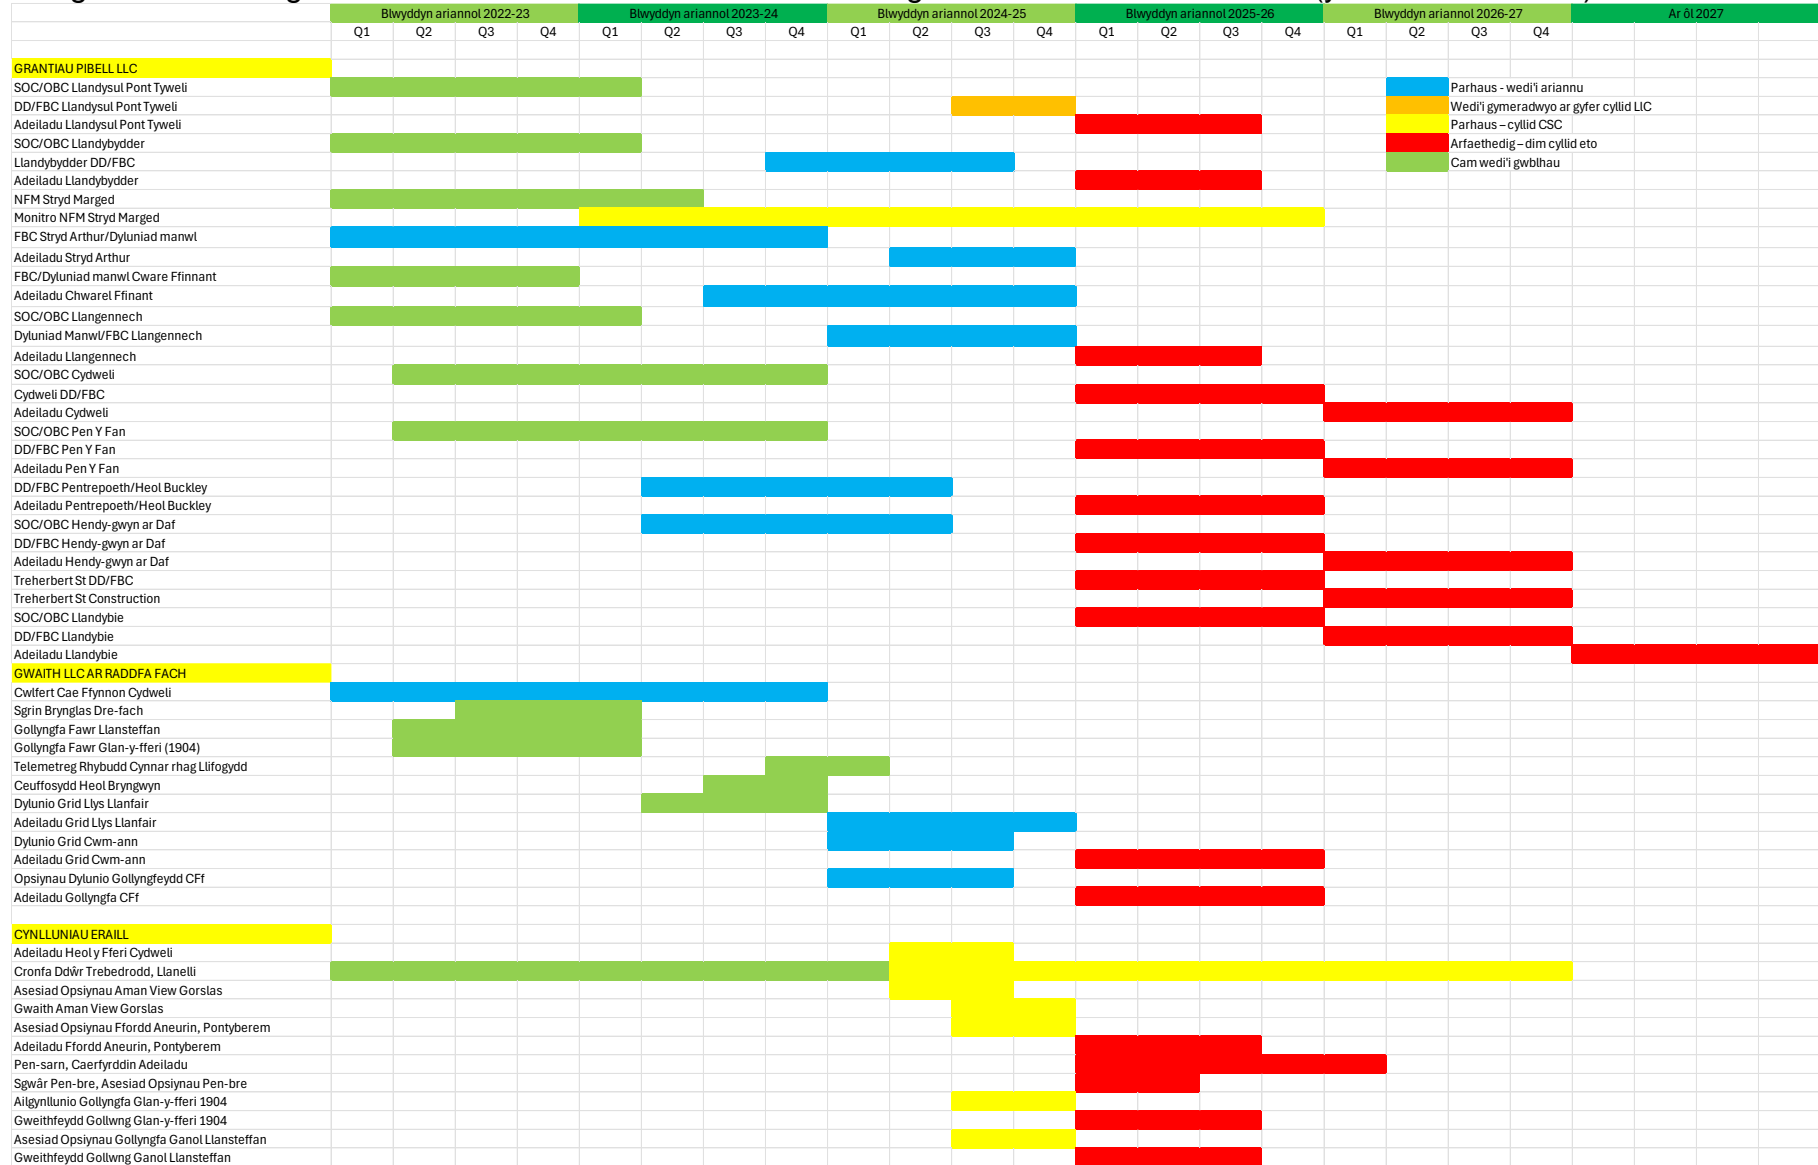 Blwyddyn ariannol 2022-23 Blwyddyn ariannol 2023-24 Blwyddyn ariannol 2024-25 Blwyddyn ariannol 2025-26 Blwyddyn ariannol 2026-27 Ar ôl 2027
Q1 Q2 Q3 Q4 Q1 Q2 Q3 Q4 Q1 Q2 Q3 Q4 Q1 Q2 Q3 Q4 Q1 Q2 Q3 Q4
GRANTIAU PIBELL LLC
SOC/OBC Llandysul Pont Tyweli
Parhaus - wedi'i ariannu
DD/FBC Llandysul Pont Tyweli
Wedi'i gymeradwyo ar gyfer cyllid LlC
Adeiladu Llandysul Pont Tyweli
Parhaus – cyllid CSC
SOC/OBC Llandybydder
Arfaethedig – dim cyllid eto
Llandybydder DD/FBC
Cam wedi'i gwblhau
Adeiladu Llandybydder
NFM Stryd Marged
Monitro NFM Stryd Marged
FBC Stryd Arthur/Dyluniad manwl
Adeiladu Stryd Arthur
FBC/Dyluniad manwl Cware Ffinnant
Adeiladu Chwarel Ffinant
SOC/OBC Llangennech
Dyluniad Manwl/FBC Llangennech
Adeiladu Llangennech
SOC/OBC Cydweli
Cydweli DD/FBC
Adeiladu Cydweli
SOC/OBC Pen Y Fan
DD/FBC Pen Y Fan
Adeiladu Pen Y Fan
DD/FBC Pentrepoeth/Heol Buckley
Adeiladu Pentrepoeth/Heol Buckley
SOC/OBC Hendy-gwyn ar Daf
DD/FBC Hendy-gwyn ar Daf
Adeiladu Hendy-gwyn ar Daf
Treherbert St DD/FBC
Treherbert St Construction
SOC/OBC Llandybie
DD/FBC Llandybie
Adeiladu Llandybie
GWAITH LLC AR RADDFA FACH
Cwlfert Cae Ffynnon Cydweli
Sgrin Brynglas Dre-fach
Gollyngfa Fawr Llansteffan
Gollyngfa Fawr Glan-y-fferi (1904)
Telemetreg Rhybudd Cynnar rhag Llifogydd
Ceuffosydd Heol Bryngwyn
Dylunio Grid Llys Llanfair
Adeiladu Grid Llys Llanfair
Dylunio Grid Cwm-ann
Adeiladu Grid Cwm-ann
Opsiynau Dylunio Gollyngfeydd CFf
Adeiladu Gollyngfa CFf
CYNLLUNIAU ERAILL
Adeiladu Heol y Fferi Cydweli
Cronfa Ddŵr Trebedrodd, Llanelli
Asesiad Opsiynau Aman View Gorslas
Gwaith Aman View Gorslas
Asesiad Opsiynau Ffordd Aneurin, Pontyberem
Adeiladu Ffordd Aneurin, Pontyberem
Pen-sarn, Caerfyrddin Adeiladu
Sgwâr Pen-bre, Asesiad Opsiynau Pen-bre
Ailgynllunio Gollyngfa Glan-y-fferi 1904
Gweithfeydd Gollwng Glan-y-fferi 1904
Asesiad Opsiynau Gollyngfa Ganol Llansteffan
Gweithfeydd Gollwng Ganol Llansteffan